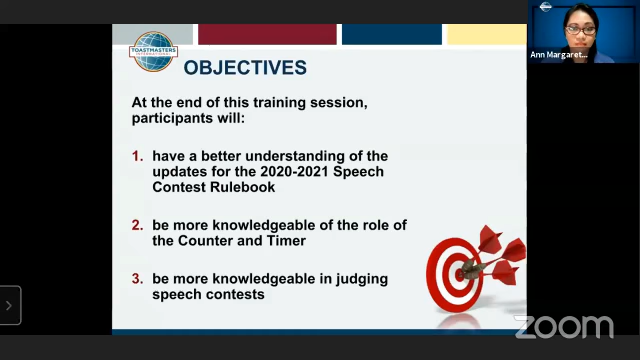 TOASTMASTERS
INTERNATIONAL
OBJECTIVES
At the end of this training session,
participants will:
1. have a better understanding of the
updates for the 2020-2021 Speech
Contest Rulebook
2. be more knowledgeable of the role of
the Counter and Timer
3. be more knowledgeable in judging
speech contests
Ann Margaret...
zoom